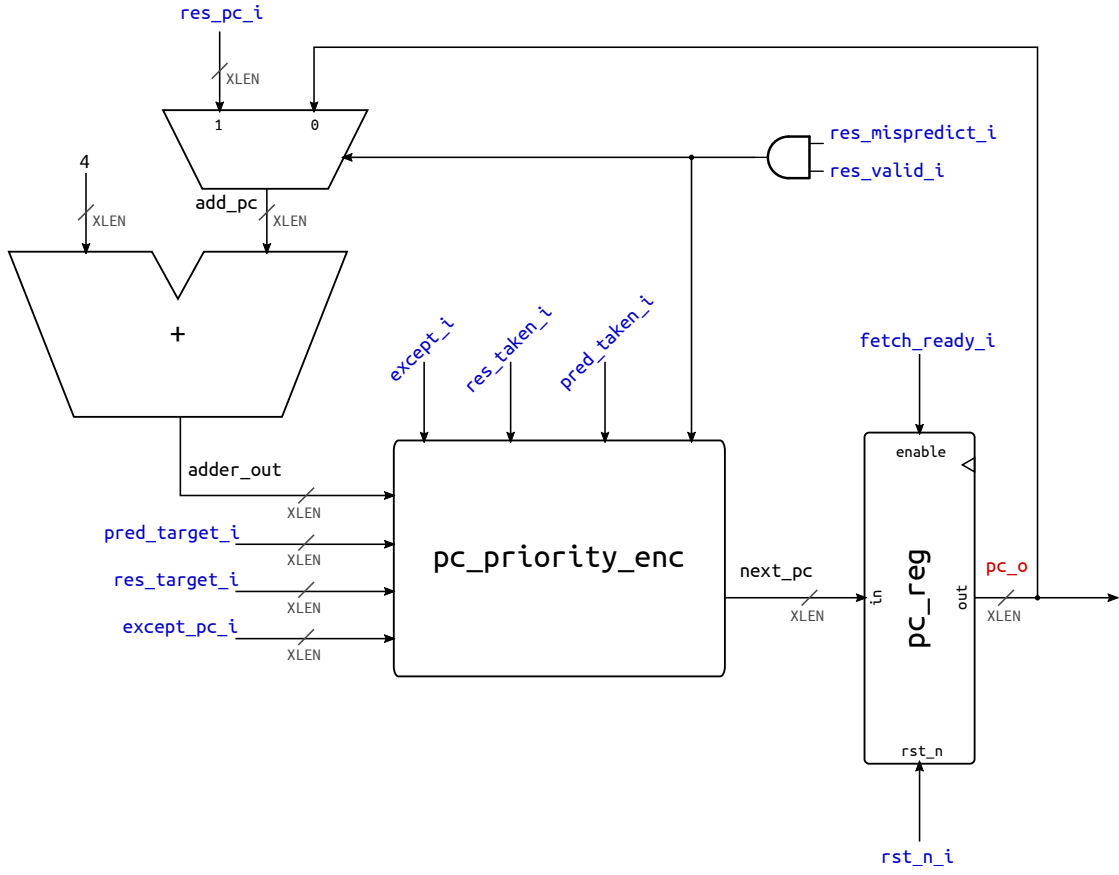 res_pc_i
XLEN
1
0
res_mispredict_i
res_valid_i
4
XLEN
add_pc
XLEN
+
except_i
res_taken_i
pred_taken_i
fetch_ready_i
enable
adder_out
XLEN
pred_target_i
XLEN
res_target_i
XLEN
except_pc_i
XLEN
pc_priority_enc
next_pc
XLEN
in
pc_reg
out
pc_o
XLEN
rst_n
rst_n_i